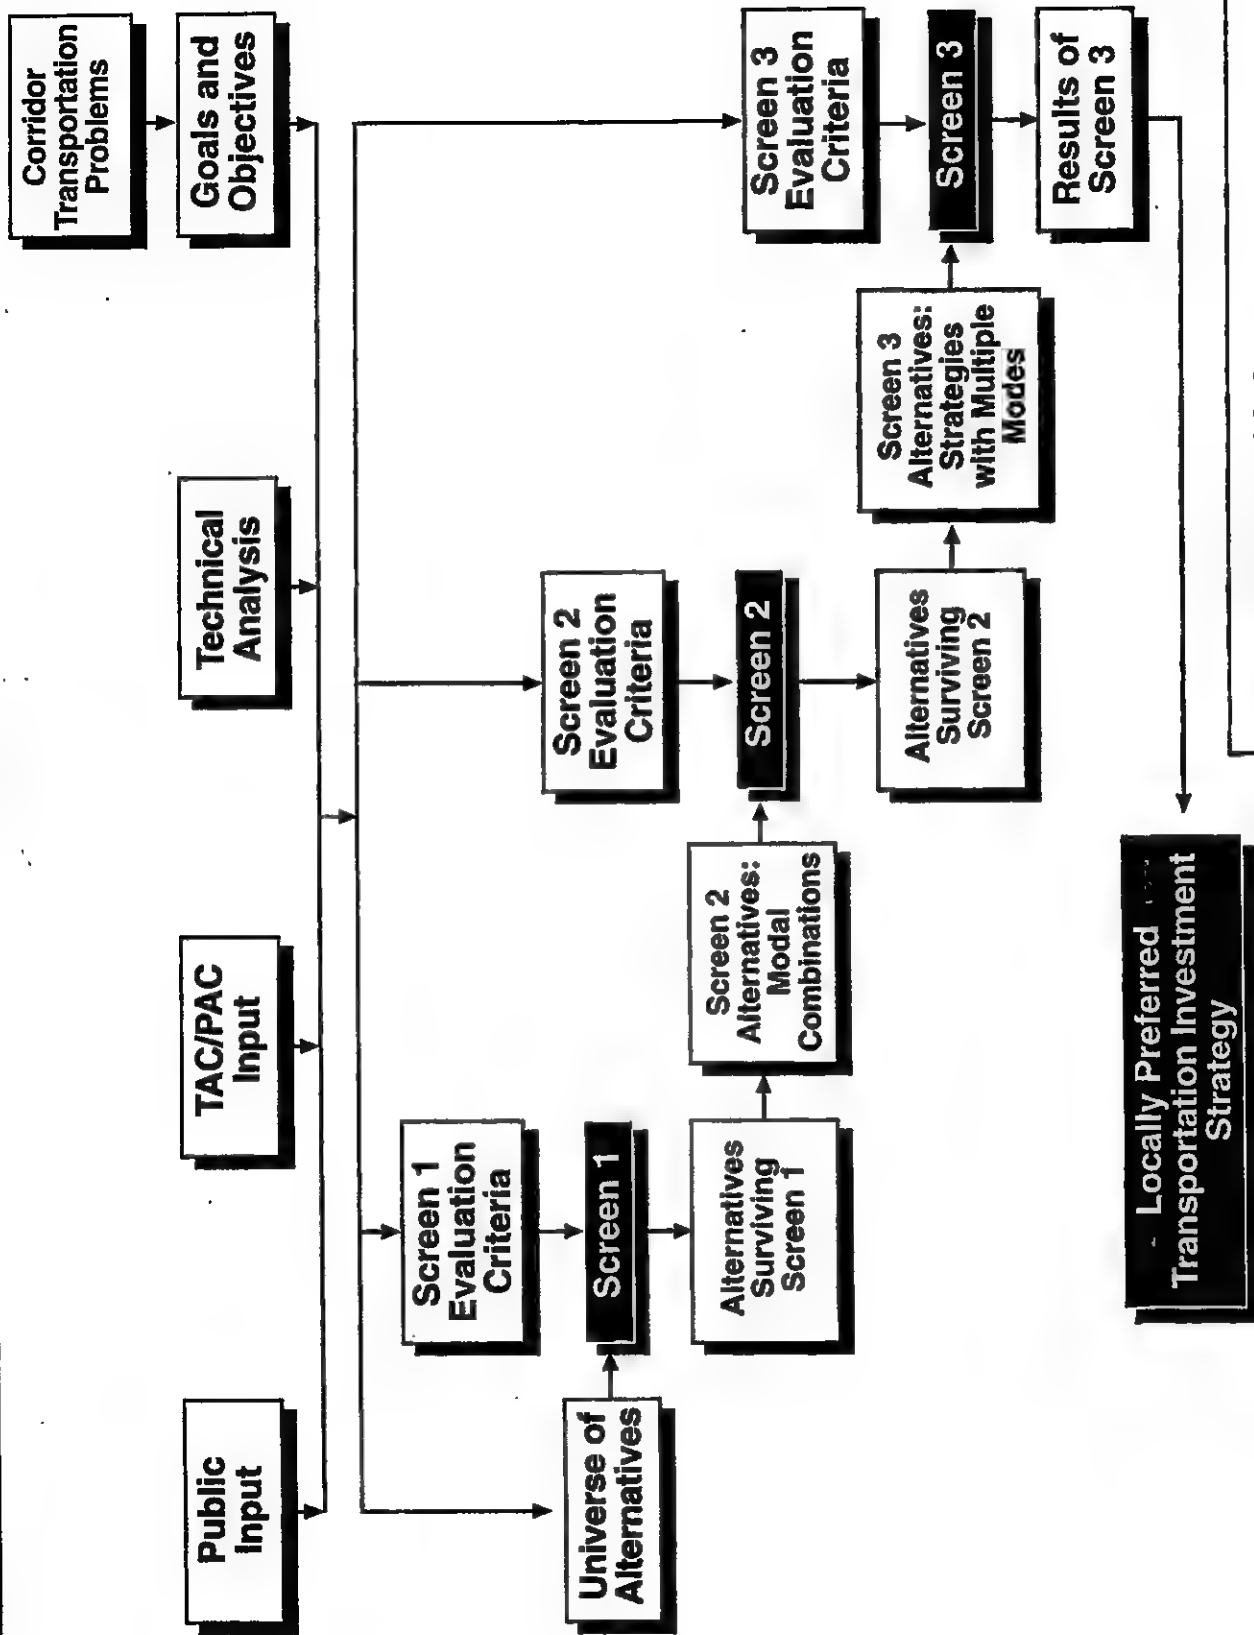 Corridor
Transportation
Problems
Public
Input
TAC/PAC
Input
Technical
Analysis
Goals and
Objectives
Screen 1
Evaluation
Criteria
Screen 2
Evaluation
Criteria
Screen 3
Evaluation
Criteria
Universe of
Alternatives
Screen 1
Alternatives
Surviving
Screen 1
Screen 2
Alternatives:
Modal
Combinations
Screen 2
Alternatives
Surviving
Screen 2
Screen 3
Alternatives:
Strategies
with Multiple
Modes
Screen 3
Results of
Screen 3
Locally Preferred
Transportation Investment
Strategy